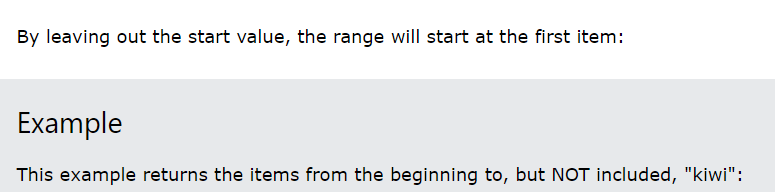 By leaving out the start value, the range will start at the first item:
Example
This example returns the items from the beginning to, but NOT included, "kiwi":